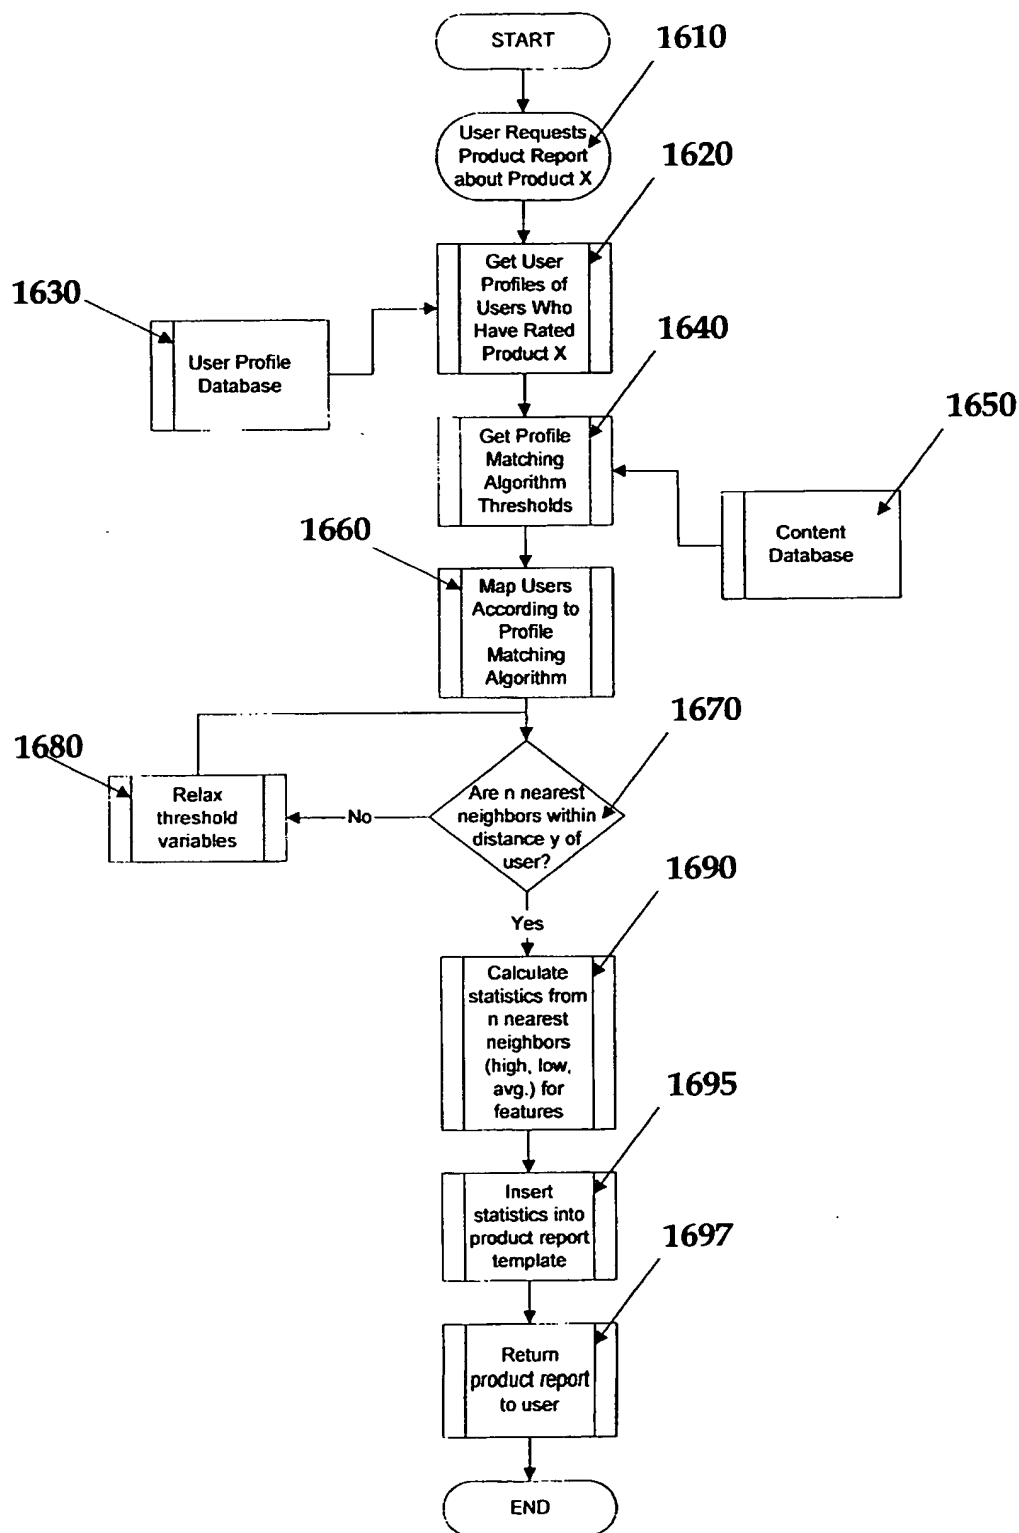 START
1610
User Requests
Product Report
about Product X
1620
Get User
Profiles of
Users Who
Have Rated
Product X
1630
User Profile
Database
1640
Get Profile
Matching
Algorithm
Thresholds
1650
Content
Database
1660
Map Users
According to
Profile
Matching
Algorithm
1670
Are n nearest
neighbors within
distance y of
user?
No
1680
Relax
threshold
variables
Yes
1690
Calculate
statistics from
n nearest
neighbors
(high, low,
avg.) for
features
1695
Insert
statistics into
product report
template
1697
Return
product report
to user
END